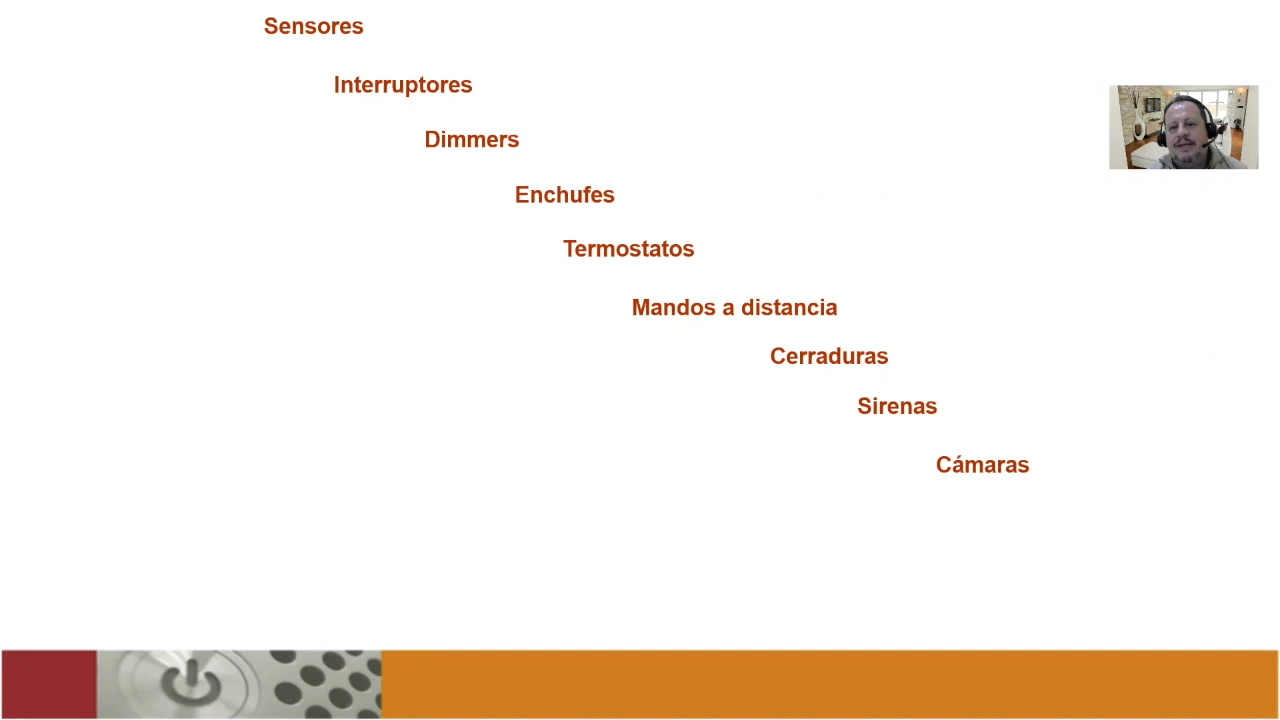 Sensores
Interruptores
Dimmers
Enchufes
Termostatos
Mandos a distancia
Cerraduras
Sirenas
Cámaras